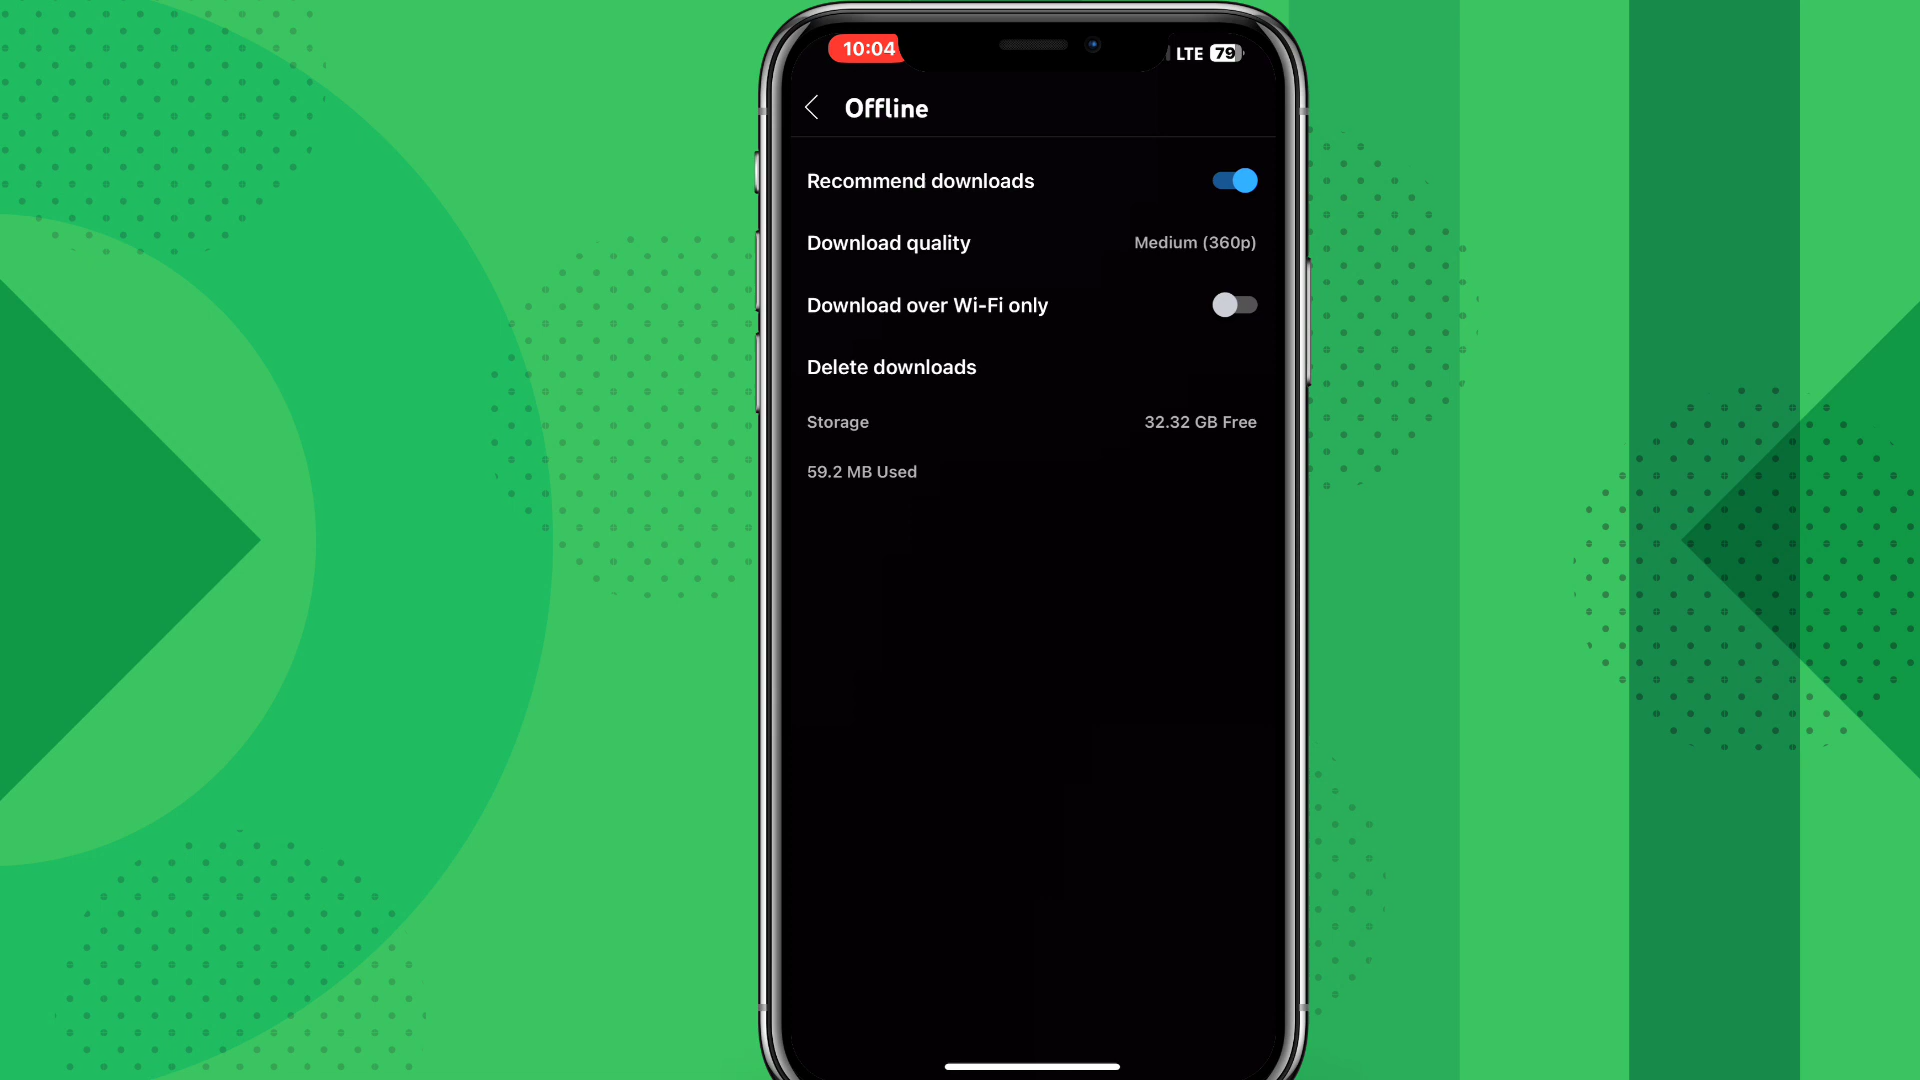 10:04
LTE 79
Offline
Recommend downloads
Download quality Medium (360p)
Download over Wi-Fi only
Delete downloads
Storage 32.32 GB Free
59.2 MB Used